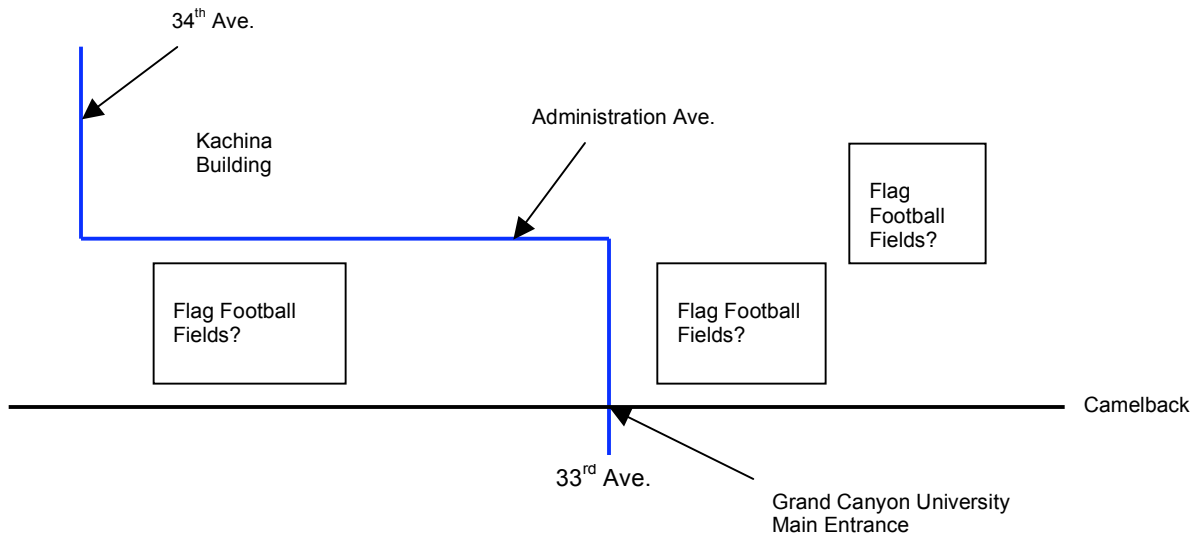 34th Ave.
Administration Ave.
Kachina
Building
Flag
Football
Fields?
Flag Football
Fields?
Flag Football
Fields?
Camelback
33rd Ave.
Grand Canyon University
Main Entrance